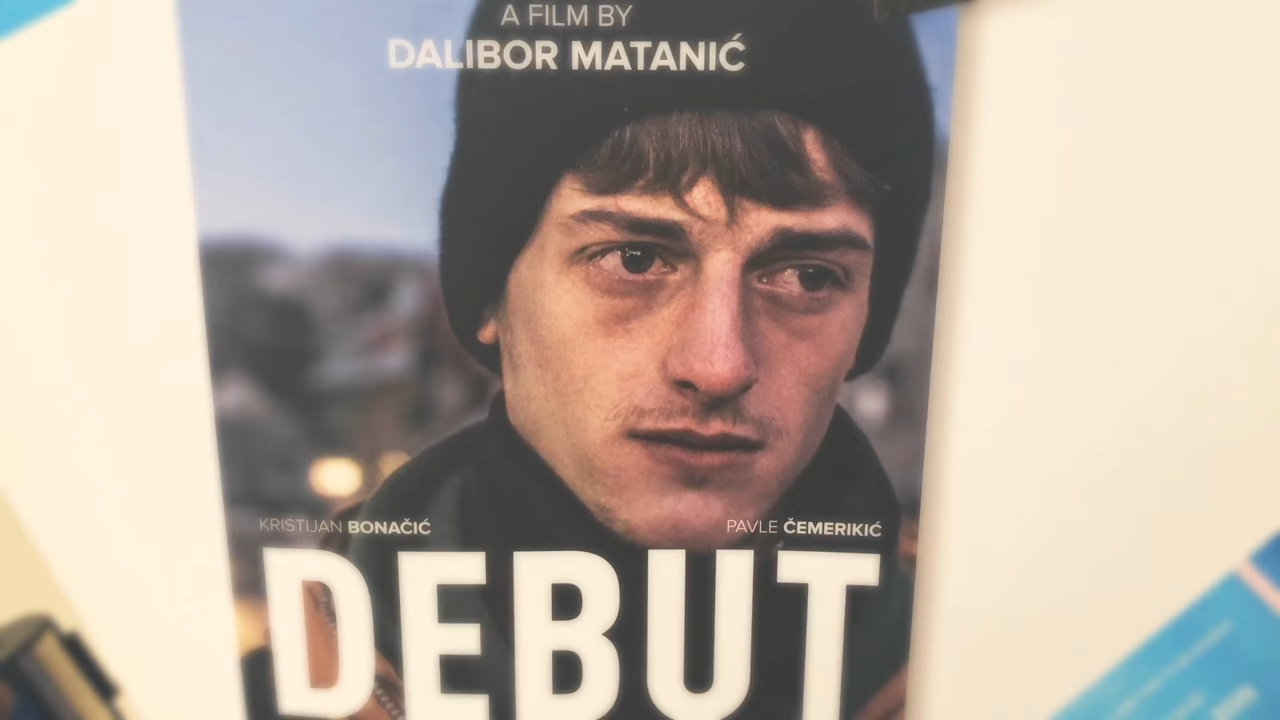 A FILM BY
DALIBOR MATANIĆ
KRISTIJAN BONAČIĆ
PAVLE ČEMERIKIĆ
DEBUT